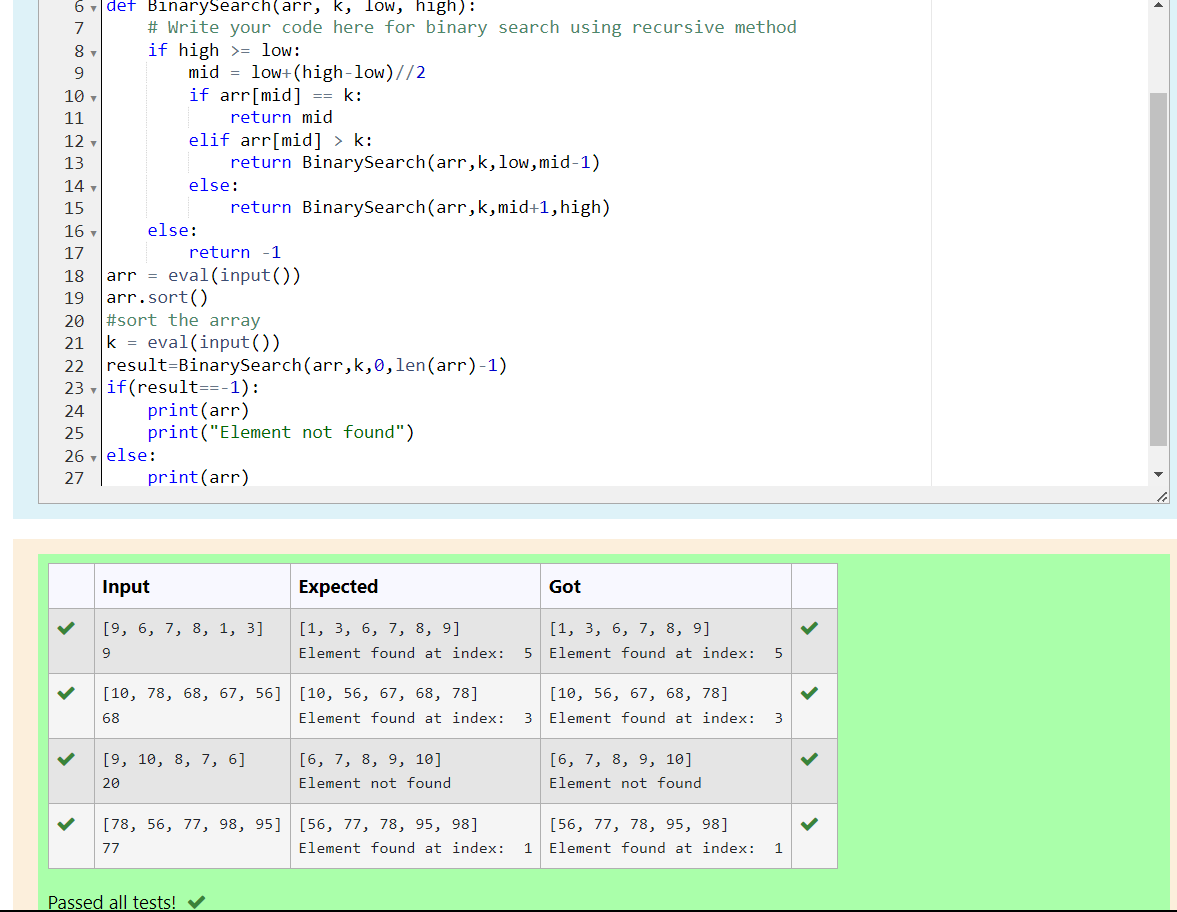 6 def BinarySearch(arr, k, low, high):
7     # Write your code here for binary search using recursive method
8     if high >= low:
9         mid = low+(high-low)//2
10         if arr[mid] == k:
11             return mid
12         elif arr[mid] > k:
13             return BinarySearch(arr,k,low,mid-1)
14         else:
15             return BinarySearch(arr,k,mid+1,high)
16     else:
17         return -1
18 arr = eval(input())
19 arr.sort()
20 #sort the array
21 k = eval(input())
22 result=BinarySearch(arr,k,0,len(arr)-1)
23 if(result==-1):
24     print(arr)
25     print("Element not found")
26 else:
27     print(arr)
Input Expected Got
[9, 6, 7, 8, 1, 3] [1, 3, 6, 7, 8, 9] [1, 3, 6, 7, 8, 9]
9 Element found at index:  5 Element found at index:  5
[10, 78, 68, 67, 56] [10, 56, 67, 68, 78] [10, 56, 67, 68, 78]
68 Element found at index:  3 Element found at index:  3
[9, 10, 8, 7, 6] [6, 7, 8, 9, 10] [6, 7, 8, 9, 10]
20 Element not found Element not found
[78, 56, 77, 98, 95] [56, 77, 78, 95, 98] [56, 77, 78, 95, 98]
77 Element found at index:  1 Element found at index:  1
Passed all tests!